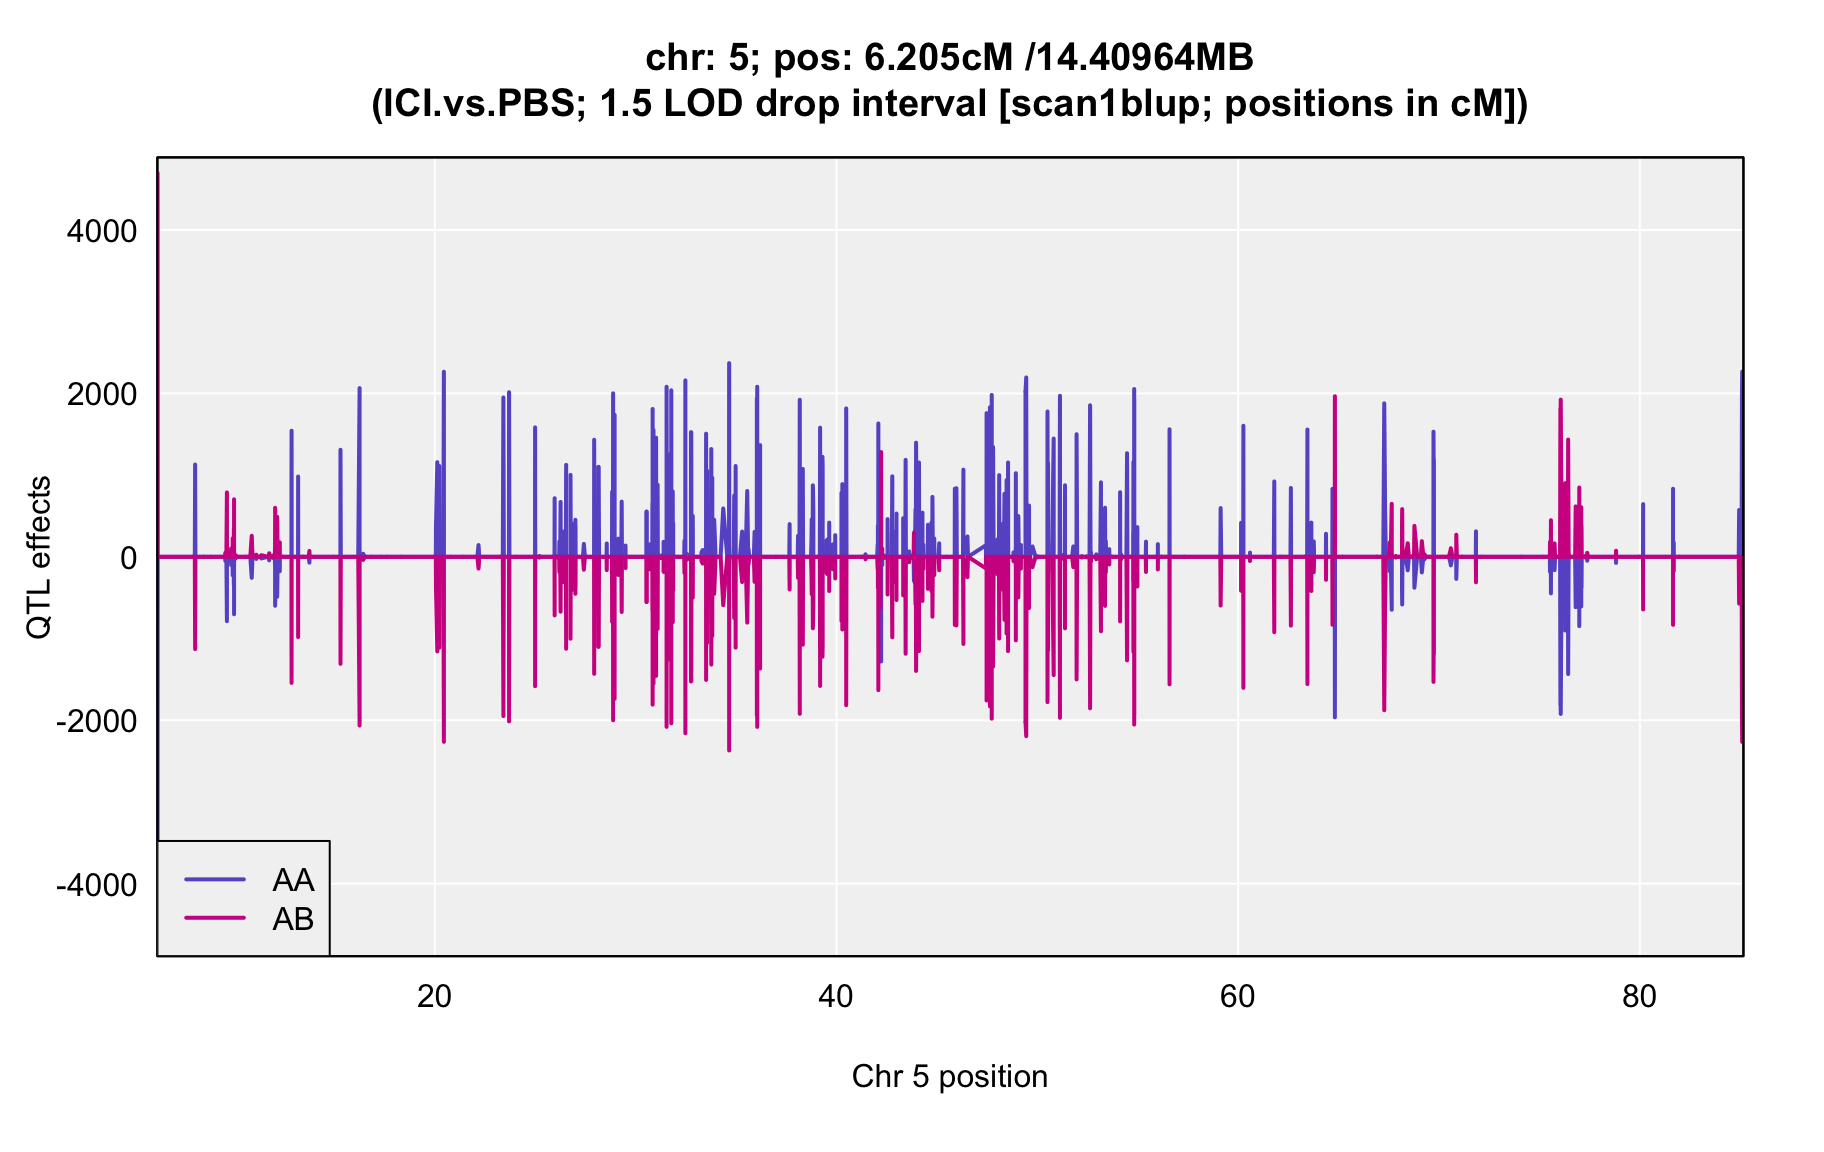 chr: 5; pos: 6.205cM /14.40964MB
(ICI.vs.PBS; 1.5 LOD drop interval [scan1blup; positions in cM])
4000
2000
0
-2000
-4000
QTL effects
AA
AB
20
40
60
80
Chr 5 position